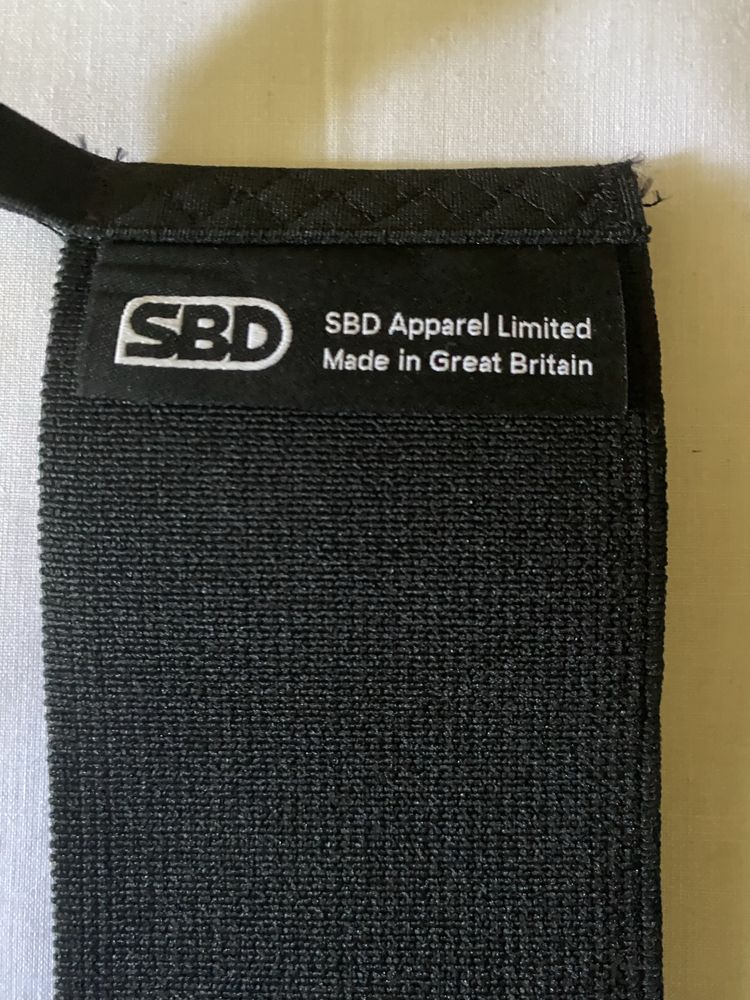 SBD
SBD Apparel Limited
Made in Great Britain